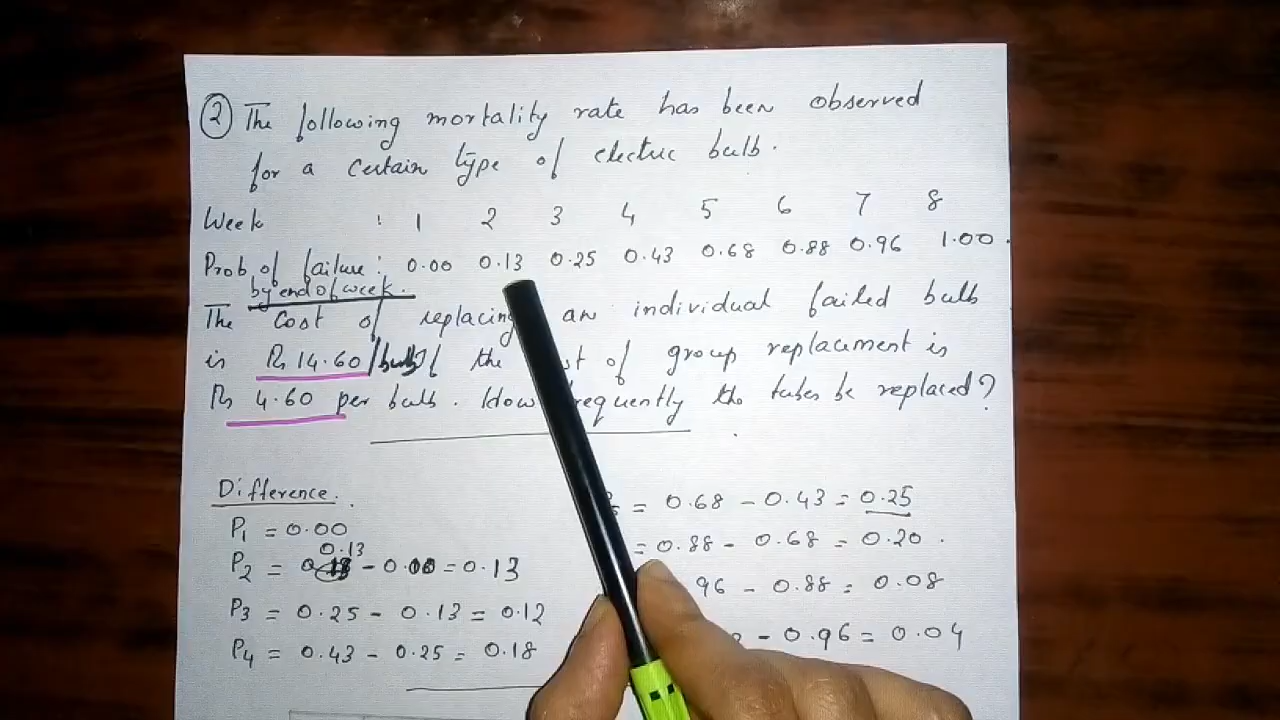 ② The following mortality rate has been observed
for a certain type of electric bulb.
Week : 1 2 3 4 5 6 7 8
Prob. of failure : 0.00 0.13 0.25 0.43 0.68 0.88 0.96 1.00.
by end of week.
The cost of replacing an individual failed bulb
is Rs 14.60 /bulb. the of group replacement is
Rs 4.60 per bulb. How the tubes be replaced?
Difference.
P₁ = 0.00
0.13
P₂ = - 0.00 = 0.13
P₃ = 0.25 - 0.13 = 0.12
P₄ = 0.43 - 0.25 = 0.18
= 0.68 - 0.43 = 0.25
= 0.88 - 0.68 = 0.20.
96 - 0.88 = 0.08
- 0.96 = 0.04